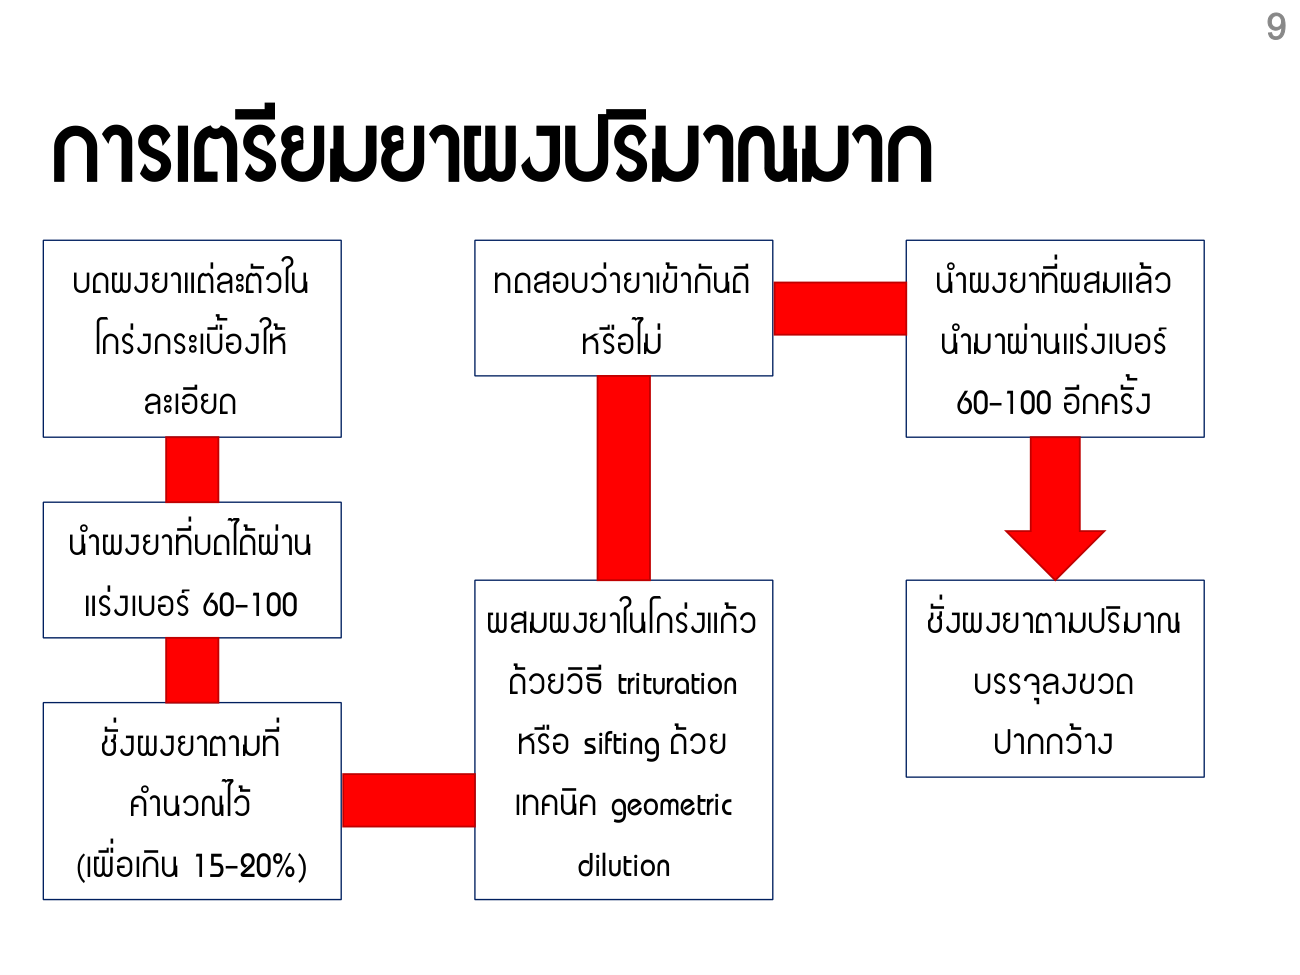 9
การเตรียมยาผงปริมาณมาก
บดผงยาแต่ละตัวใน
โกร่งกระเบื้องให้
ละเอียด
นำผงยาที่บดได้ผ่าน
แร่งเบอร์ 60-100
ชั่งผงยาตามที่
คำนวณไว้
(เผื่อเกิน 15-20%)
ผสมผงยาในโกร่งแก้ว
ด้วยวิธี trituration
หรือ sifting ด้วย
เทคนิค geometric
dilution
ทดสอบว่ายาเข้ากันดี
หรือไม่
นำผงยาที่ผสมแล้ว
นำมาผ่านแร่งเบอร์
60-100 อีกครั้ง
ชั่งผงยาตามปริมาณ
บรรจุลงขวด
ปากกว้าง